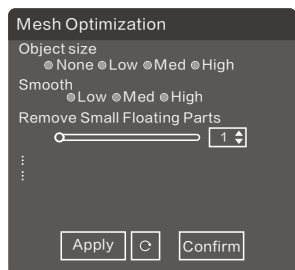 Mesh Optimization
Object size
None Low Med High
Smooth
Low Med High
Remove Small Floating Parts
1
Apply Confirm